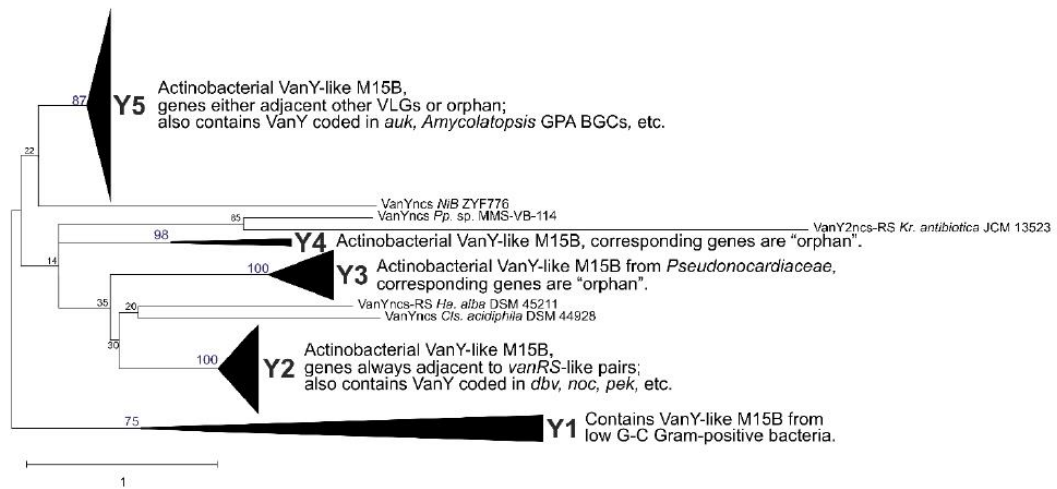 87
Y5
Actinobacterial VanY-like M15B,
genes either adjacent other VLGs or orphan;
also contains VanY coded in auk, Amycolatopsis GPA BGCs, etc.
22
VanYncs NiB ZYF776
85
VanYncs Pp. sp. MMS-VB-114
VanY2ncs-RS Kr. antibiotica JCM 13523
98
Y4 Actinobacterial VanY-like M15B, corresponding genes are “orphan”.
14
100
Y3
Actinobacterial VanY-like M15B from Pseudonocardiaceae,
corresponding genes are “orphan”.
35
20
VanYncs-RS Ha. alba DSM 45211
VanYncs Cls. acidiphila DSM 44928
30
100
Y2
Actinobacterial VanY-like M15B,
genes always adjacent to vanRS-like pairs;
also contains VanY coded in dbv, noc, pek, etc.
75
Y1
Contains VanY-like M15B from
low G-C Gram-positive bacteria.
1